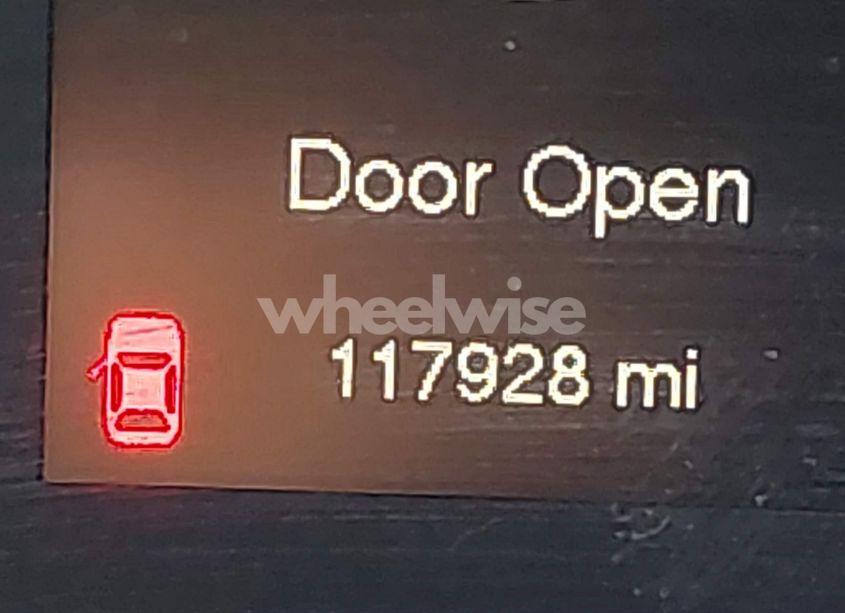 Door Open
wheelwise
117928 mi